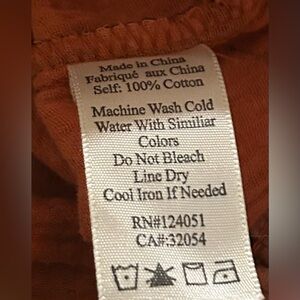 Made in China
Fabriqué aux China
Self: 100% Cotton
Machine Wash Cold
Water With Similiar
Colors
Do Not Bleach
Line Dry
Cool Iron If Needed
RN#124051
CA#:32054